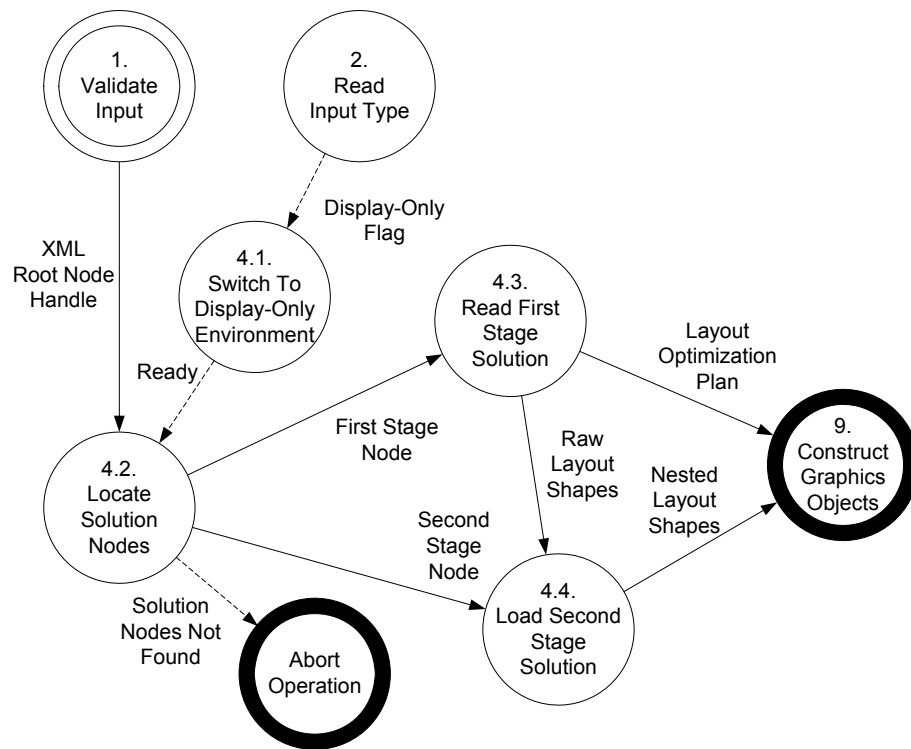 1.
Validate
Input
2.
Read
Input Type
Display-Only
Flag
XML
Root Node
Handle
4.1.
Switch To
Display-Only
Environment
Ready
4.3.
Read First
Stage
Solution
Layout
Optimization
Plan
First Stage
Node
Raw
Layout
Shapes
9.
Construct
Graphics
Objects
4.2.
Locate
Solution
Nodes
Nested
Layout
Shapes
Second
Stage
Node
4.4.
Load Second
Stage
Solution
Solution
Nodes Not
Found
Abort
Operation